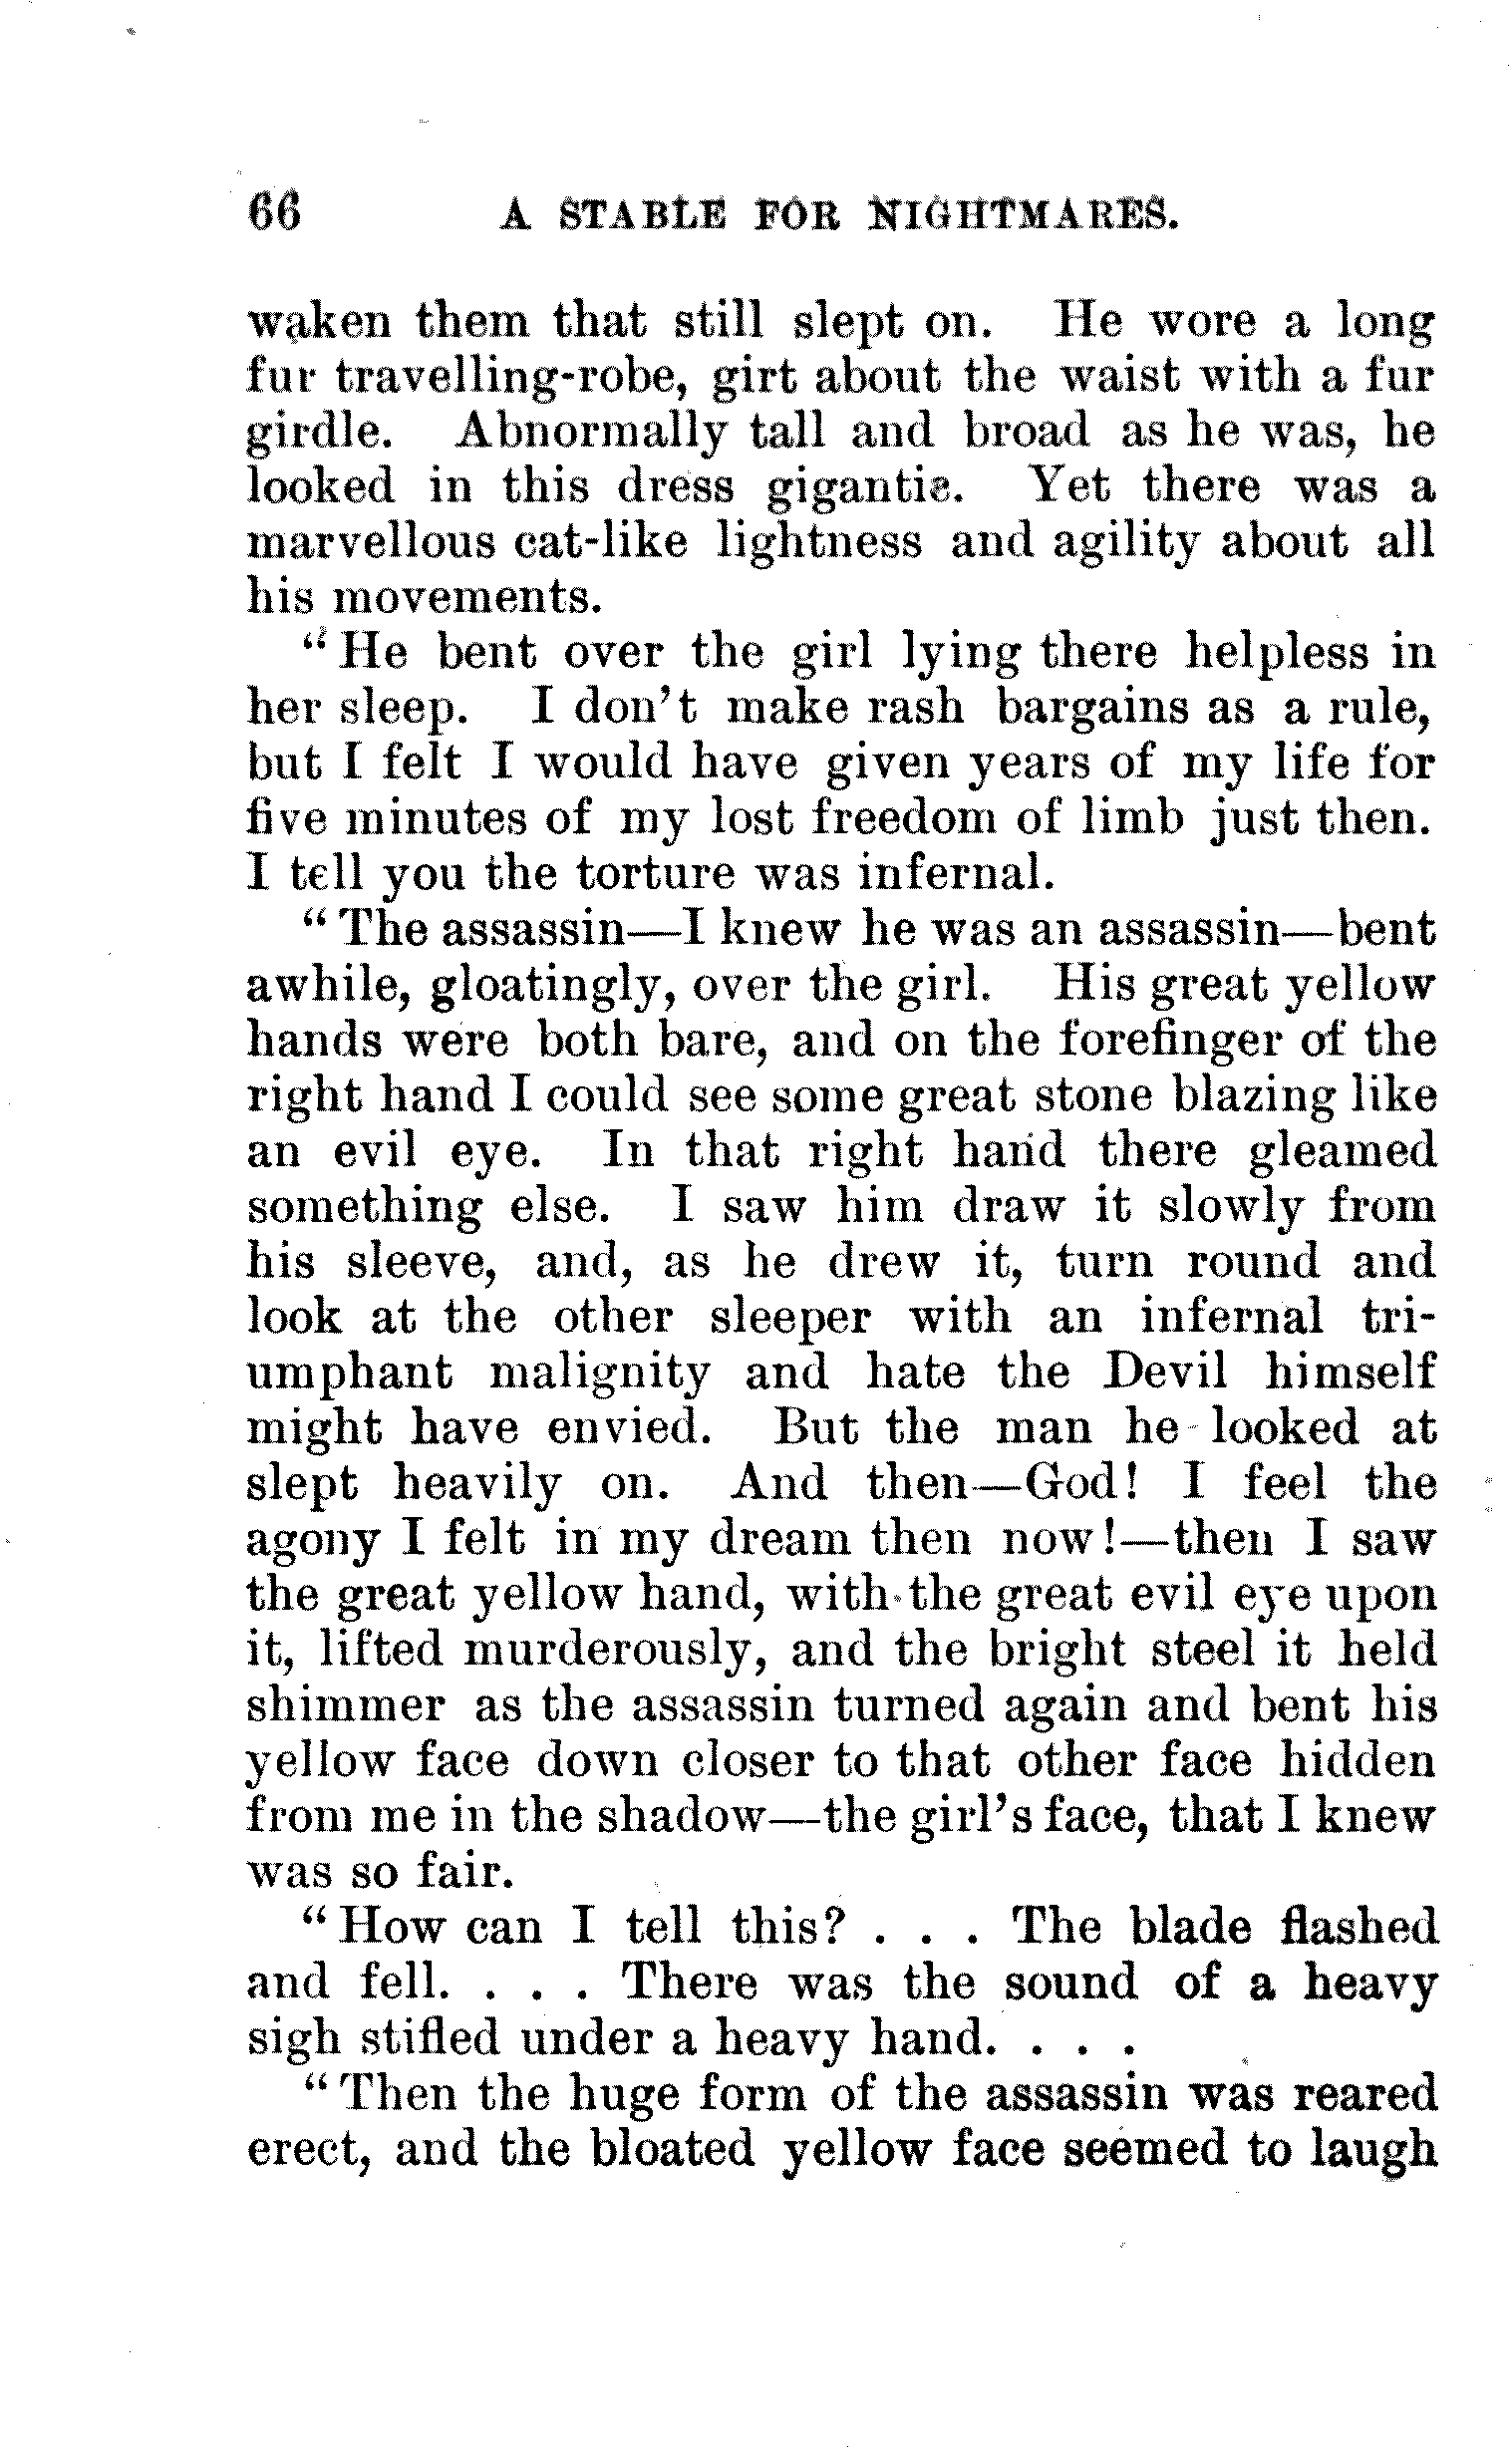 66 A STABLE FOR NIGHTMARES.
waken them that still slept on. He wore a long
fur travelling-robe, girt about the waist with a fur
girdle. Abnormally tall and broad as he was, he
looked in this dress gigantic. Yet there was a
marvellous cat-like lightness and agility about all
his movements.
“He bent over the girl lying there helpless in
her sleep. I don't make rash bargains as a rule,
but I felt I would have given years of my life for
five minutes of my lost freedom of limb just then.
I tell you the torture was infernal.
“The assassin—I knew he was an assassin—bent
awhile, gloatingly, over the girl. His great yellow
hands were both bare, and on the forefinger of the
right hand I could see some great stone blazing like
an evil eye. In that right hand there gleamed
something else. I saw him draw it slowly from
his sleeve, and, as he drew it, turn round and
look at the other sleeper with an infernal tri-
umphant malignity and hate the Devil himself
might have envied. But the man he looked at
slept heavily on. And then—God! I feel the
agony I felt in my dream then now!—then I saw
the great yellow hand, with the great evil eye upon
it, lifted murderously, and the bright steel it held
shimmer as the assassin turned again and bent his
yellow face down closer to that other face hidden
from me in the shadow—the girl's face, that I knew
was so fair.
“How can I tell this? . . . The blade flashed
and fell. . . . There was the sound of a heavy
sigh stifled under a heavy hand. . . .
“Then the huge form of the assassin was reared
erect, and the bloated yellow face seemed to laugh